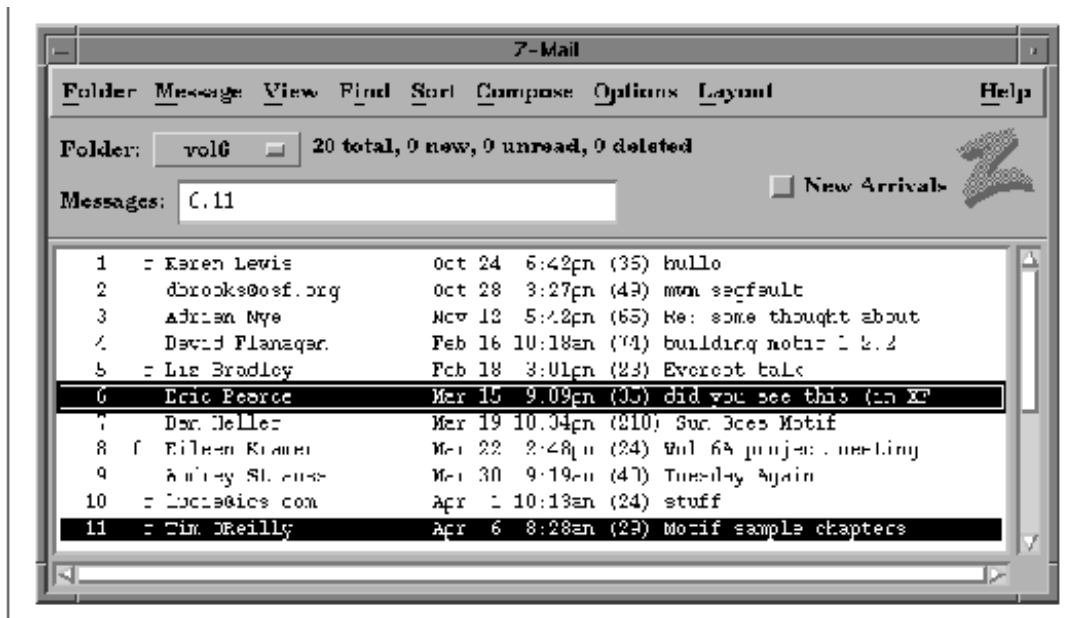 Z-Mail
Folder Message View Find Sort Compose Options Layout Help
Folder: vol6 20 total, 0 new, 0 unread, 0 deleted
New Arrivals
Messages: 6.11
1 r Karen Lewis Oct 24 6:42pm (36) hullo
2 dbrooks@osf.org Oct 28 3:27pm (49) mwm segfault
3 Adrian Nye Nov 12 5:42pm (65) Re: some thought about
4 David Flanagan Feb 16 10:18am (74) building motif 1.2.2
5 r Liz Bradley Feb 18 3:01pm (23) Everest talk
6 Eric Pearce Mar 15 9:09pm did you see this (in
7 Dan Heller Mar 19 10:34pm (210) Sun Does Motif
8 f Eileen Kramer Mar 22 2:48pm (24) Vol 6A project meeting
9 Mar 30 9:19am Tuesday Again
10 r Apr 1 10:13am (24) stuff
11 r Tim OReilly Apr 6 8:28am (29) Motif sample chapters